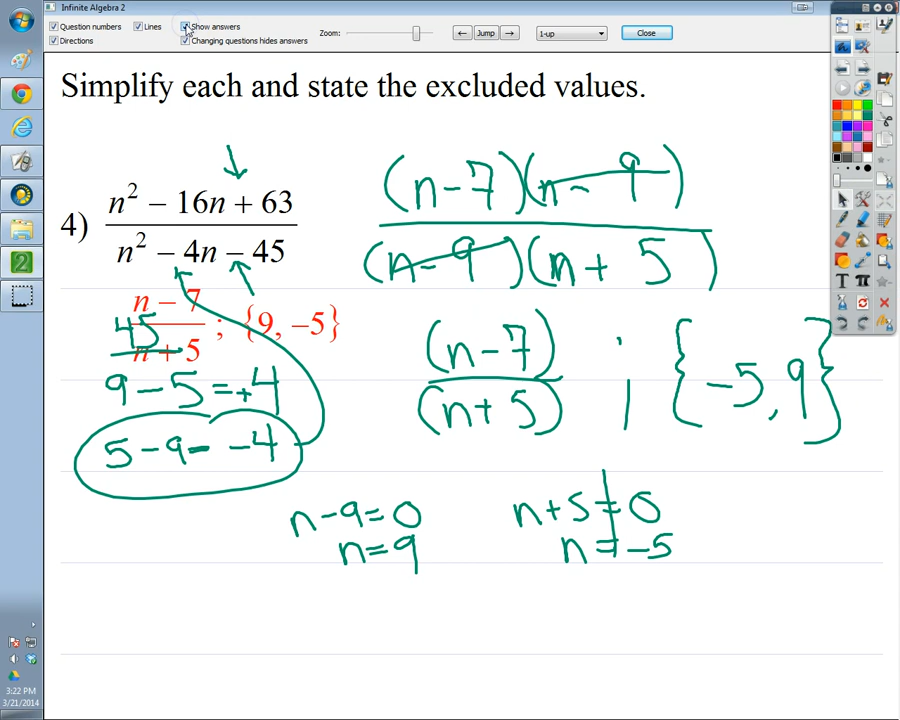 Infinite Algebra 2
Question numbers Lines Show answers
Directions Changing questions hides answers
Zoom: ← Jump → 1-up Close
Simplify each and state the excluded values.
4) n² − 16n + 63
n² − 4n − 45
n − 7
n + 5 ; {9, −5}
(n − 7)(n − 9)
(n − 9)(n + 5)
45
9 − 5 = +4
5 − 9 = −4
(n − 7)
(n + 5) ; {−5, 9}
n − 9 = 0
n = 9
n + 5 ≠ 0
n ≠ −5
3:22 PM
3/21/2014